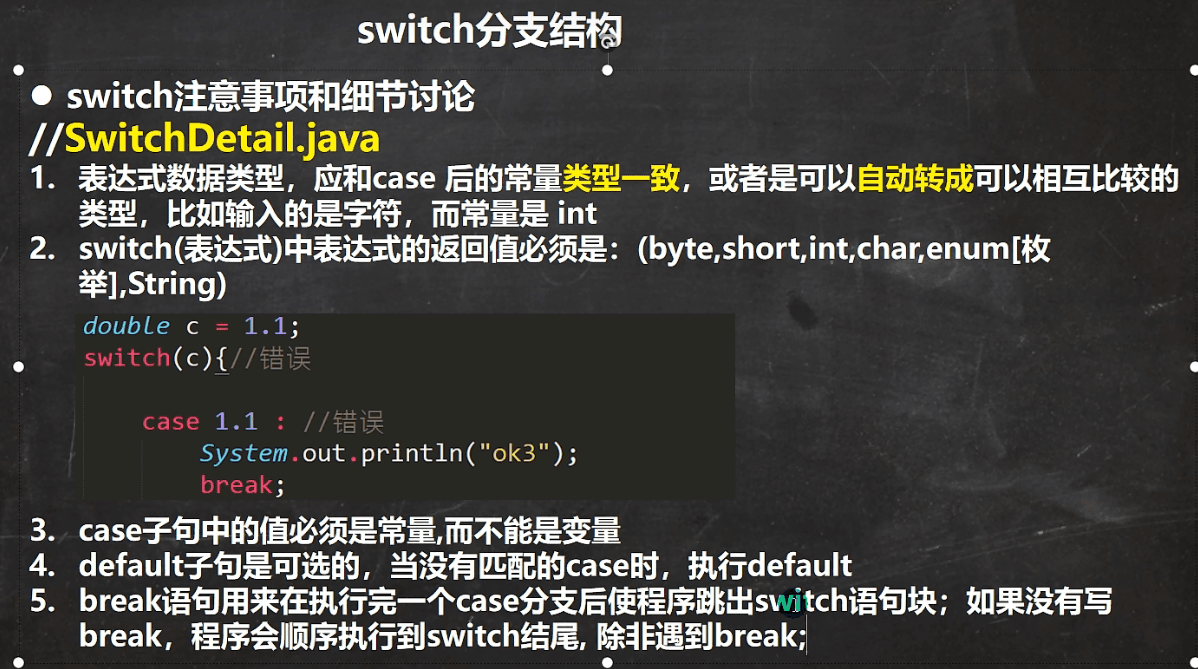 switch分支结构
● switch注意事项和细节讨论
//SwitchDetail.java
1. 表达式数据类型，应和case 后的常量类型一致，或者是可以自动转成可以相互比较的
类型，比如输入的是字符，而常量是 int
2. switch(表达式)中表达式的返回值必须是：(byte,short,int,char,enum[枚
举],String)
double c = 1.1;
switch(c){//错误
case 1.1 : //错误
System.out.println("ok3");
break;
3. case子句中的值必须是常量,而不能是变量
4. default子句是可选的，当没有匹配的case时，执行default
5. break语句用来在执行完一个case分支后使程序跳出switch语句块；如果没有写
break，程序会顺序执行到switch结尾, 除非遇到break;